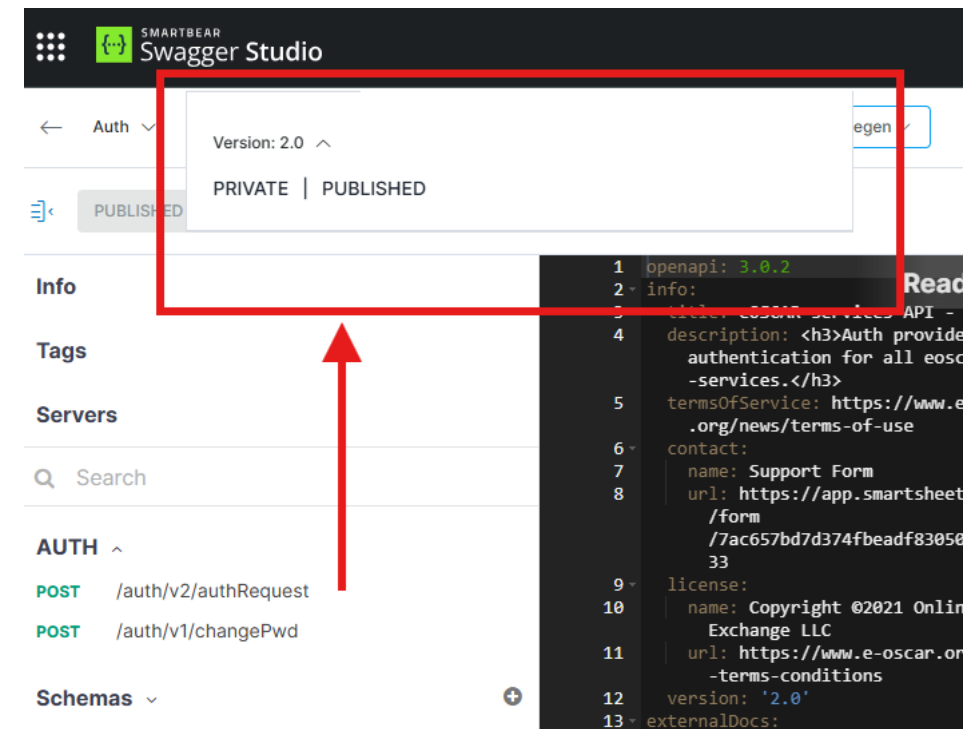 SMARTBEAR
Swagger Studio
Auth
Version: 2.0
egen
PRIVATE | PUBLISHED
PUBLISHED
Info
Tags
Servers
Search
AUTH
POST /auth/v2/authRequest
POST /auth/v1/changePwd
Schemas
Read
1 openapi: 3.0.2
2 info:
API -
4 description: <h3>Auth provide
authentication for all eosc
-services.</h3>
5 termsOfService: https://www.e
.org/news/terms-of-use
6 contact:
7 name: Support Form
8 url: https://app.smartsheet
/form
/7ac657bd7d374fbeadf83050
33
9 license:
10 name: Copyright ©2021 Onlin
Exchange LLC
11 url: https://www.e-oscar.or
-terms-conditions
12 version: '2.0'
13 externalDocs: